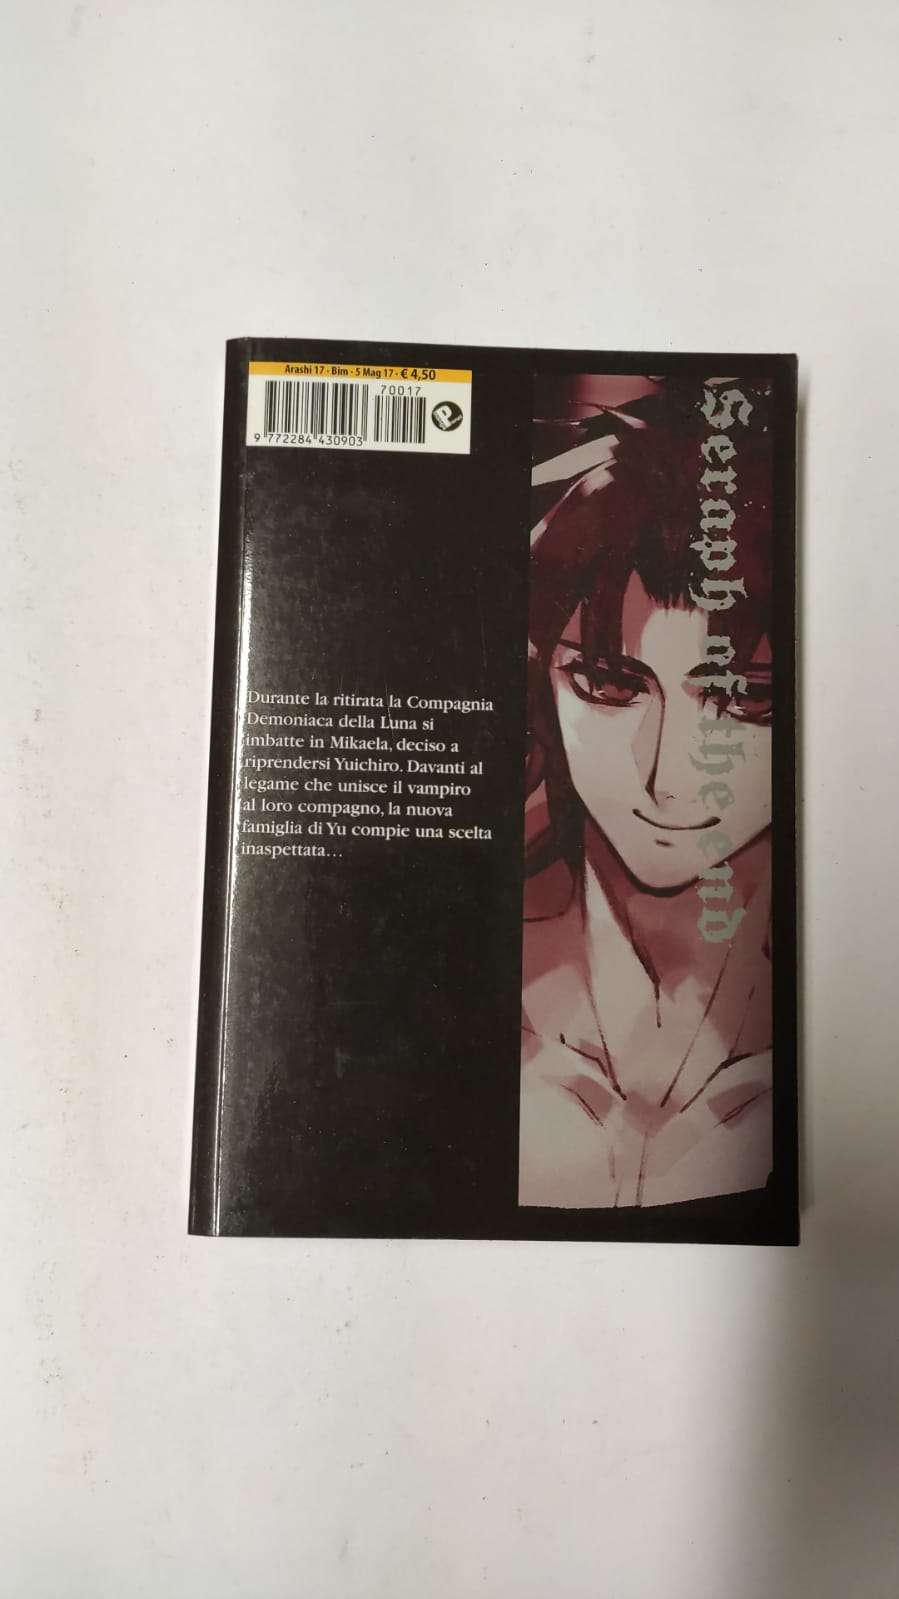 Arashi 17 · Bim · 5 Mag 17 · € 4,50
70017
9 772284 430903
P
Seraph of the end
Durante la ritirata la Compagnia
Demoniaca della Luna si
imbatte in Mikaela, deciso a
riprendersi Yuichiro. Davanti al
legame che unisce il vampiro
al loro compagno, la nuova
famiglia di Yu compie una scelta
inaspettata…